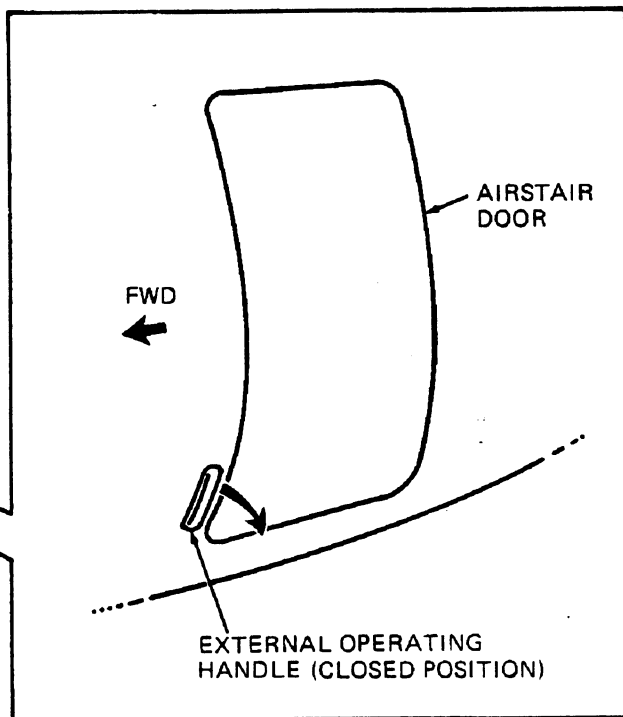 AIRSTAIR
DOOR
FWD
EXTERNAL OPERATING
HANDLE (CLOSED POSITION)